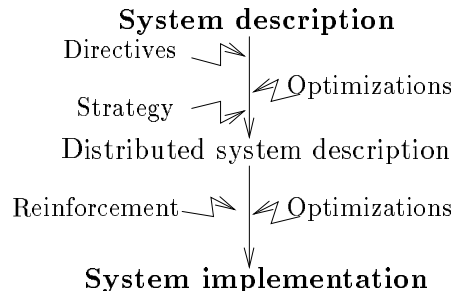 System description
Directives
Optimizations
Strategy
Distributed system description
Reinforcement
Optimizations
System implementation